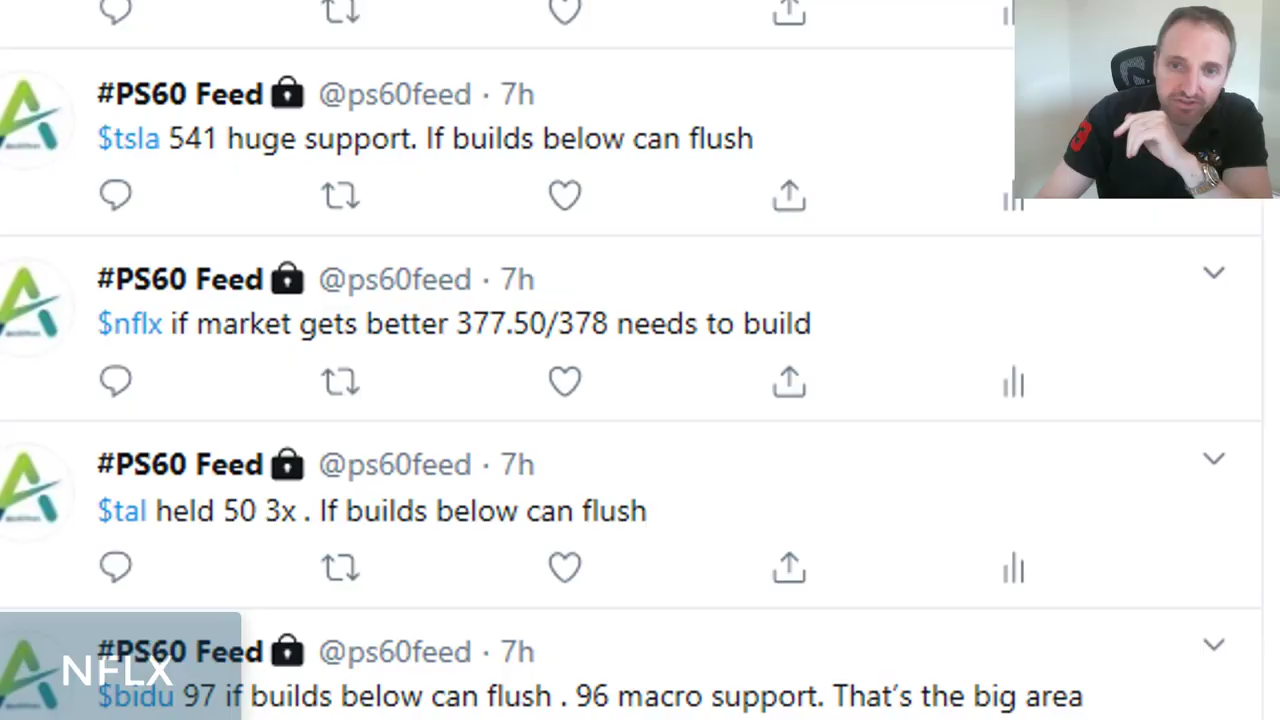 #PS60 Feed @ps60feed · 7h
$tsla 541 huge support. If builds below can flush
#PS60 Feed @ps60feed · 7h
$nflx if market gets better 377.50/378 needs to build
#PS60 Feed @ps60feed · 7h
$tal held 50 3x . If builds below can flush
#PS60 Feed @ps60feed · 7h
NFLX
$bidu 97 if builds below can flush . 96 macro support. That’s the big area